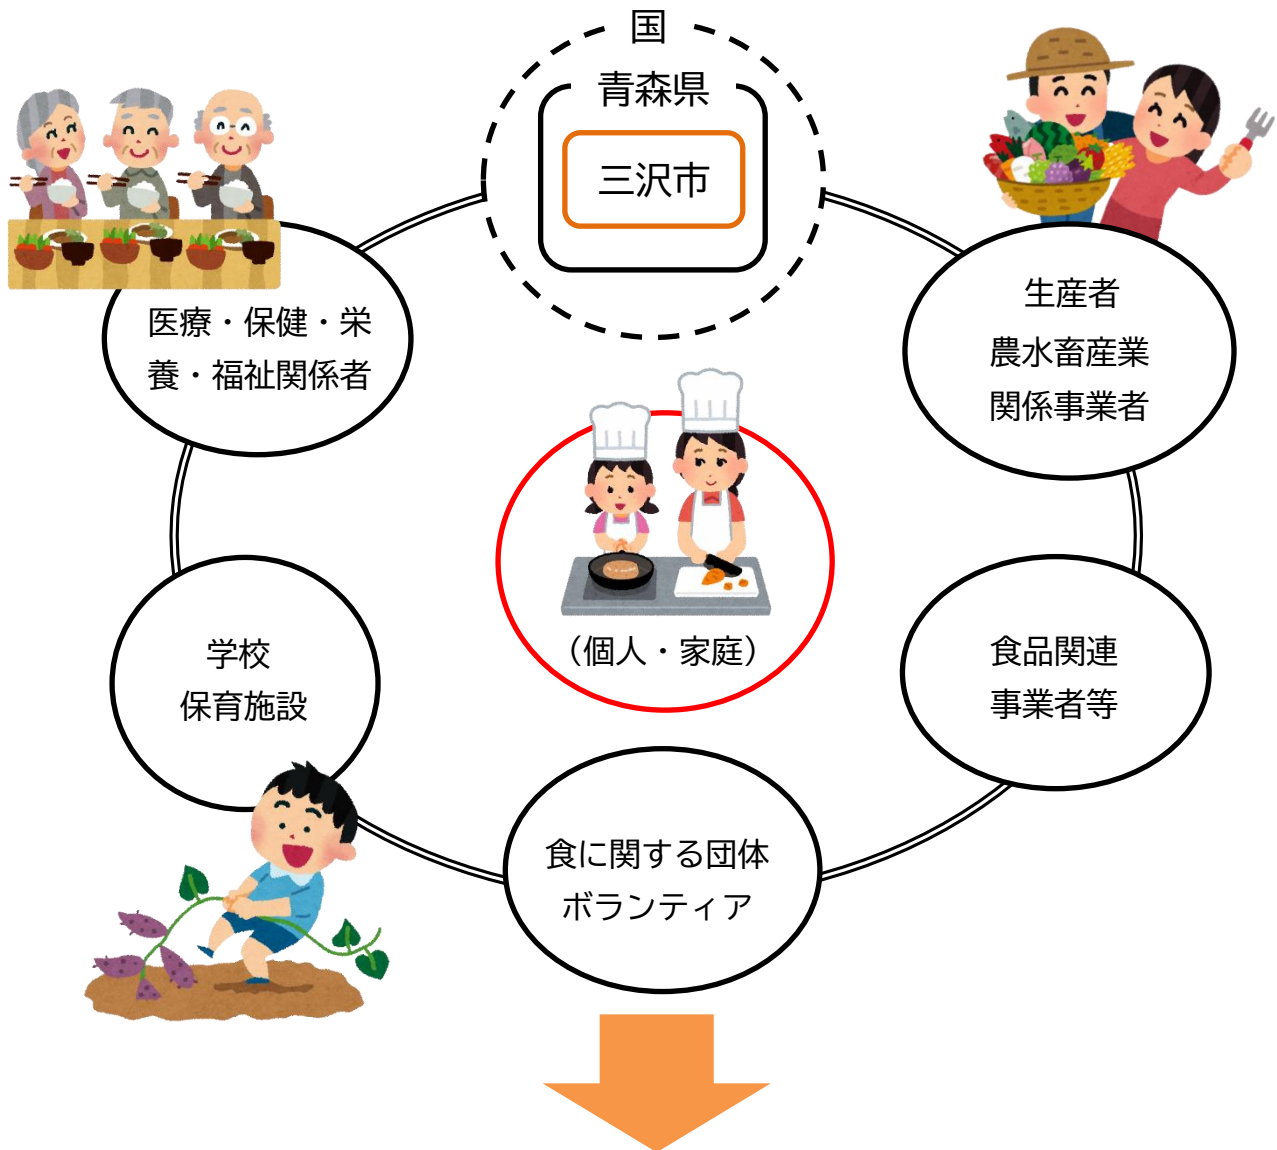 国
青森県
三沢市
医療・保健・栄
養・福祉関係者
生産者
農水畜産業
関係事業者
（個人・家庭）
学校
保育施設
食品関連
事業者等
食に関する団体
ボランティア